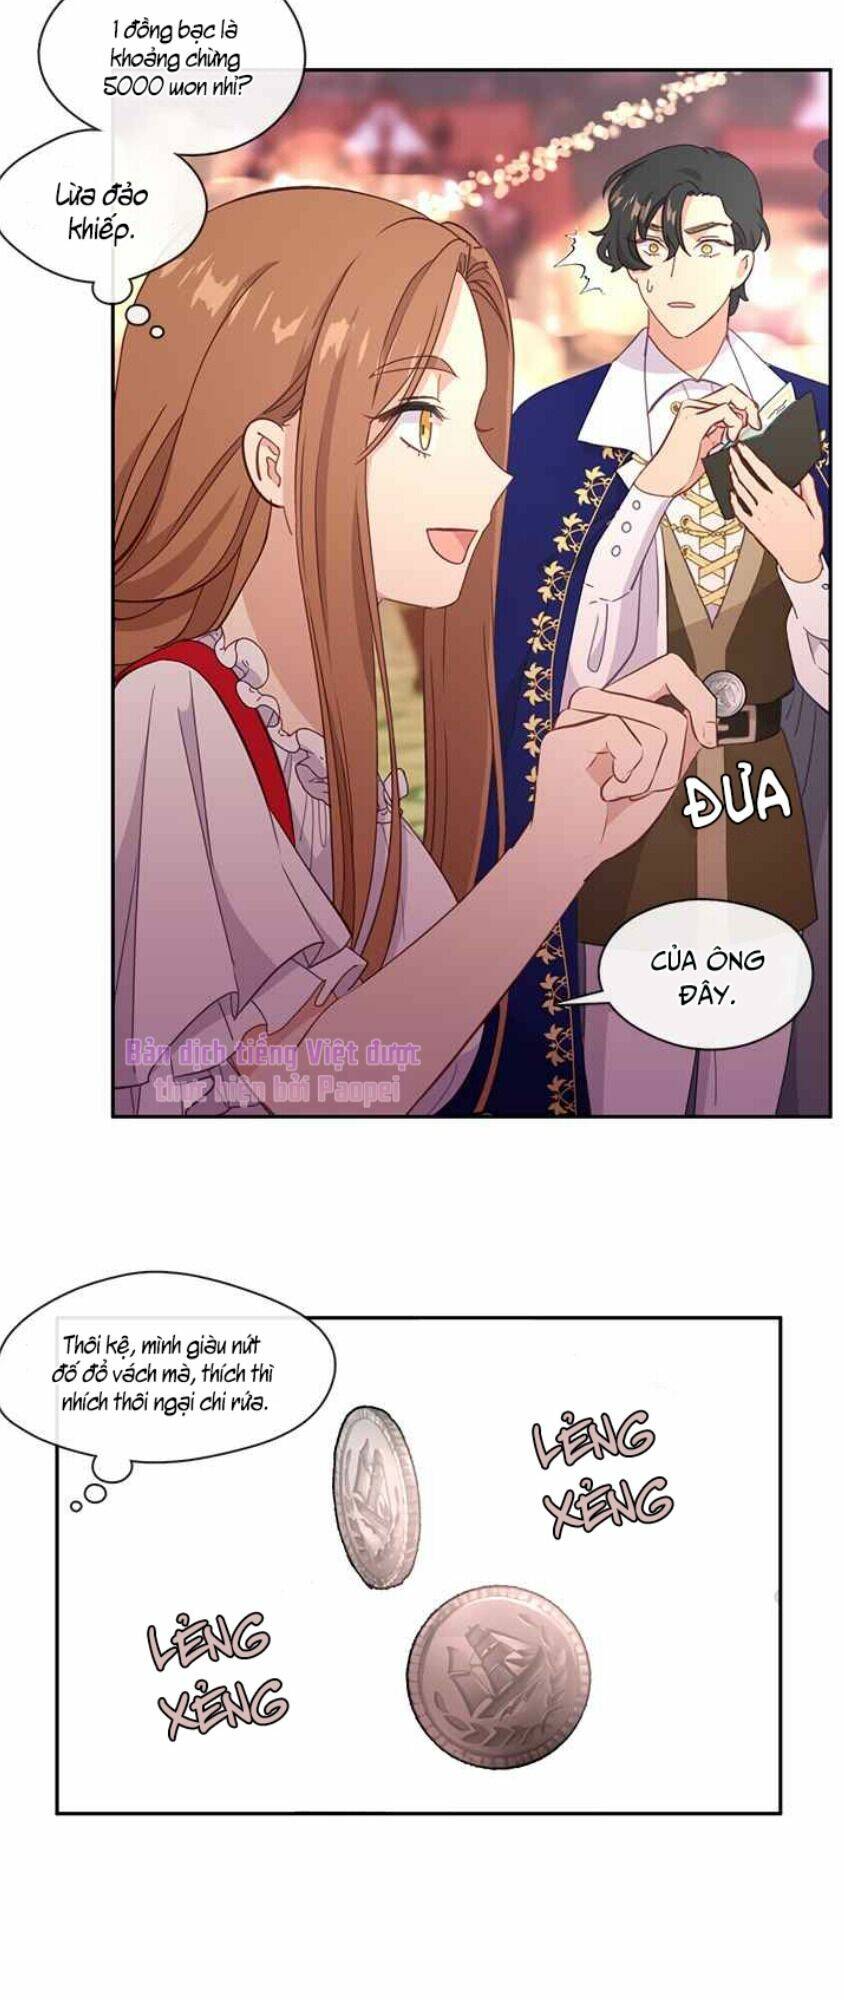 1 đồng bạc là
khoảng chừng
5000 won nhỉ?
Lừa đảo
khiếp.
ĐƯA
CỦA ÔNG
ĐÂY.
Bản dịch tiếng Việt được
thực hiện bởi Paopei
Thôi kệ, mình giàu nứt
đố đổ vách mà, thích thì
nhích thôi ngại chi rứa.
LẺNG
XẺNG
LẺNG
XẺNG